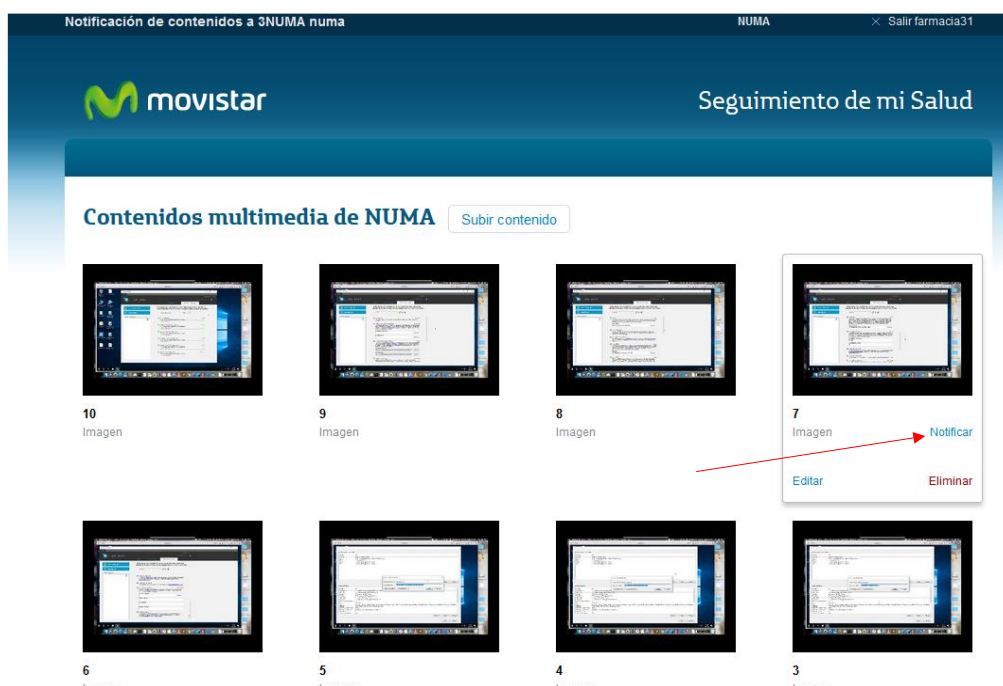 Notificación de contenidos a 3NUMA numa
NUMA
× Salir farmacia31
movistar
Seguimiento de mi Salud
Contenidos multimedia de NUMA
Subir contenido
10
Imagen
9
Imagen
8
Imagen
7
Imagen
Notificar
Editar
Eliminar
6
5
4
3